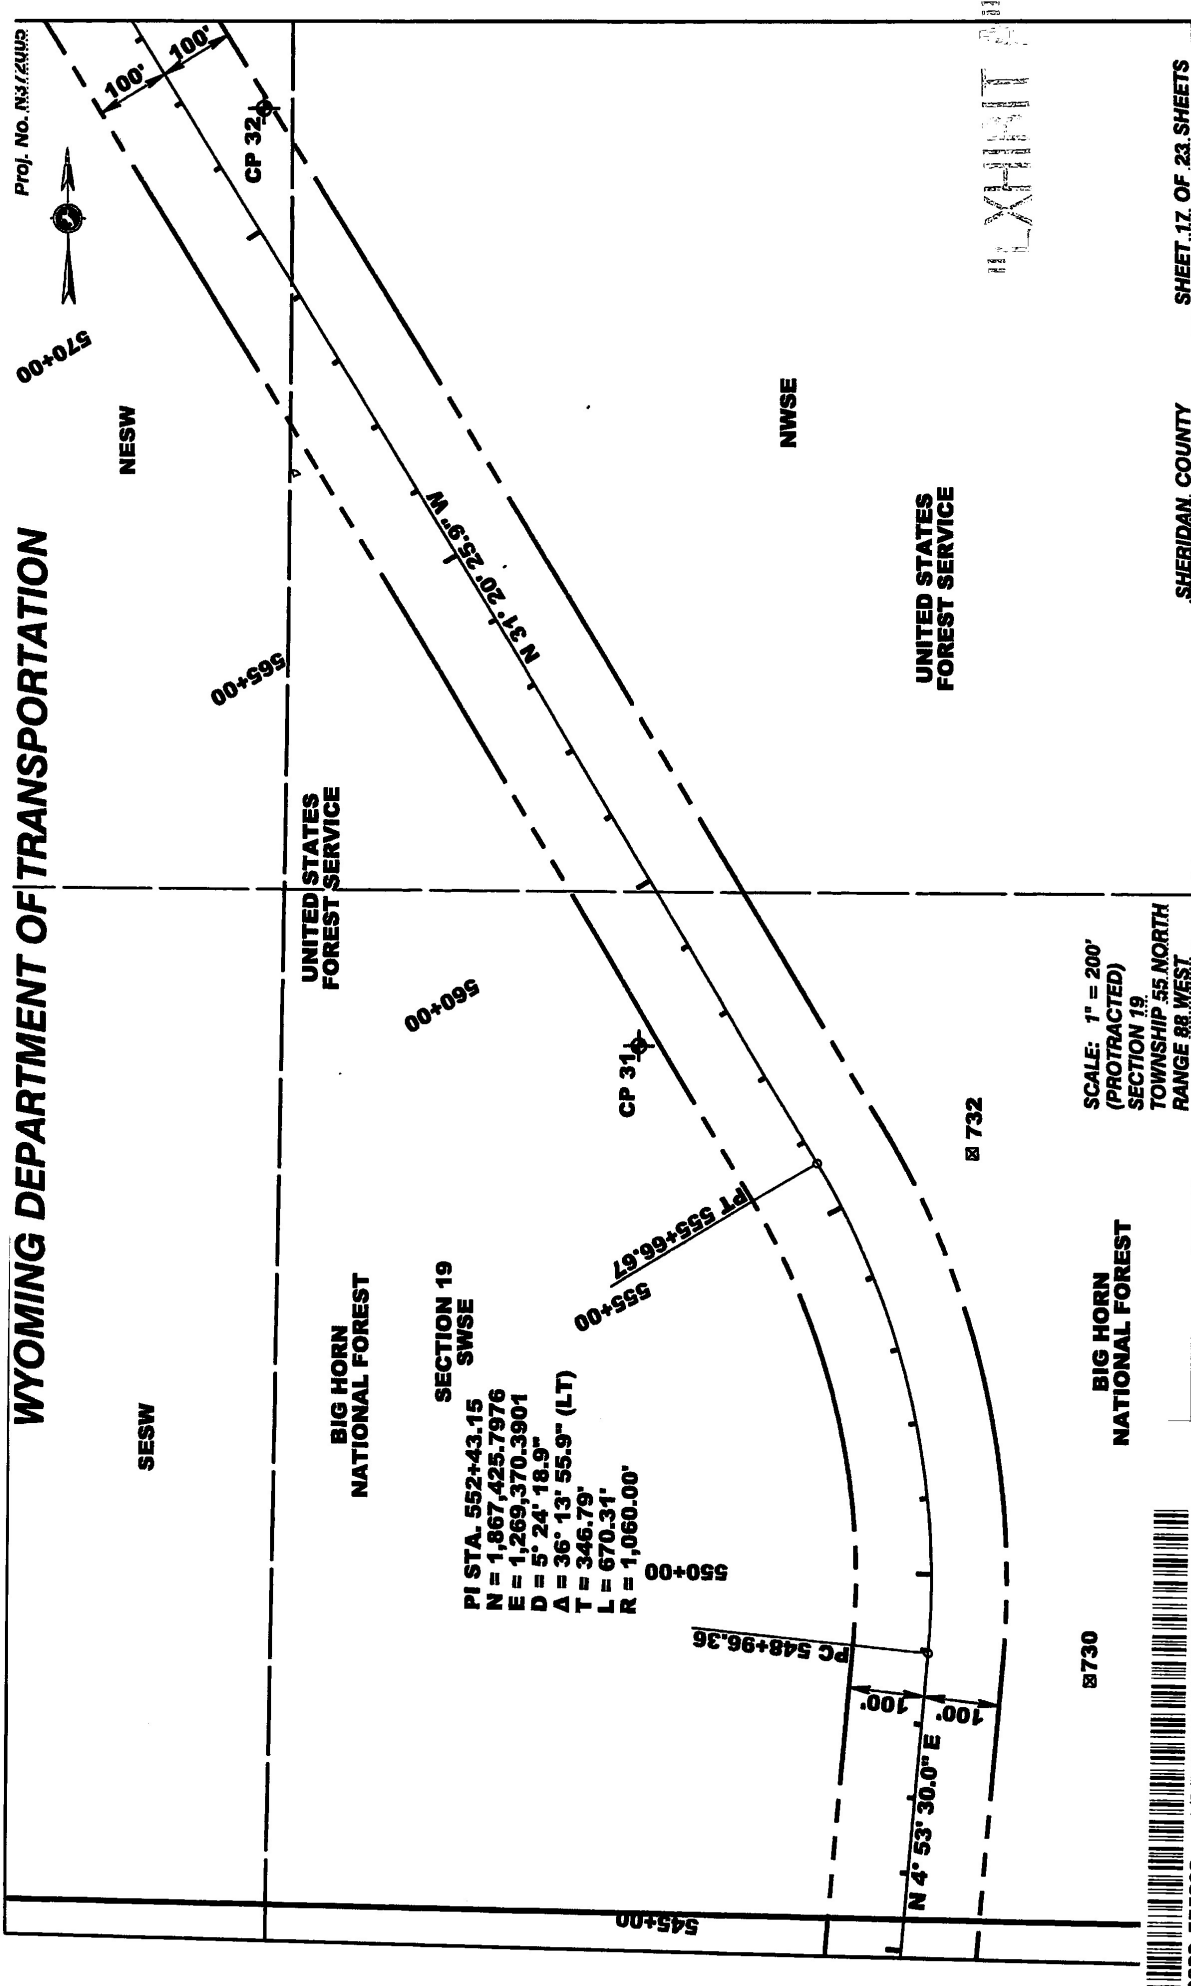 WYOMING DEPARTMENT OF TRANSPORTATION
Proj. No. N372005
570+00
NESW
100'
100'
CP 32
565+00
SESW
UNITED STATES
FOREST SERVICE
560+00
N 31° 20' 25.9" W
NWSE
BIG HORN
NATIONAL FOREST
SECTION 19
SWSE
CP 31
PI STA. 552+43.15
N = 1,867,425.7976
E = 1,269,370.3901
D = 5° 24' 18.9"
Δ = 36° 13' 55.9" (LT)
T = 346.79'
L = 670.31'
R = 1,060.00'
555+00
PT 555+66.67
550+00
PC 548+96.36
545+00
100'
100'
N 4° 53' 30.0" E
UNITED STATES
FOREST SERVICE
732
730
BIG HORN
NATIONAL FOREST
SCALE: 1" = 200'
(PROTRACTED)
SECTION 19
TOWNSHIP 55 NORTH
RANGE 88 WEST
SHERIDAN COUNTY
SHEET 17 OF 23 SHEETS
"EXHIBIT A"